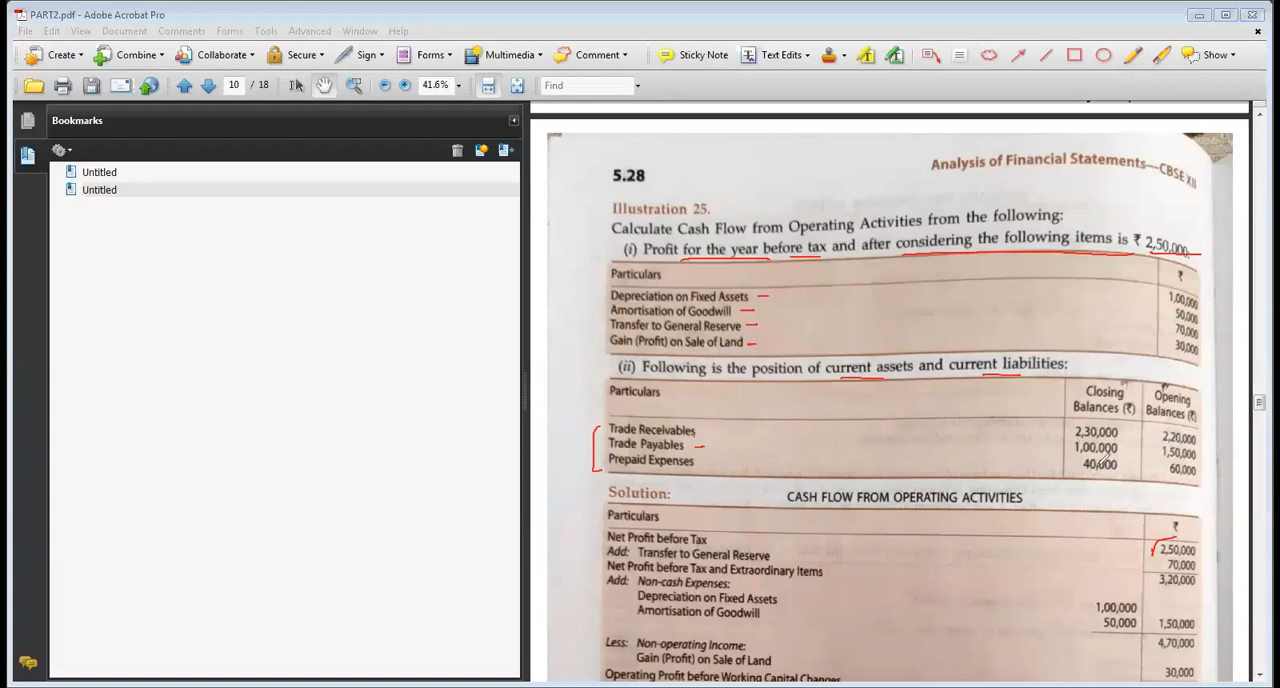 PART2.pdf - Adobe Acrobat Pro
File Edit View Document Comments Forms Tools Advanced Window Help
Create Combine Collaborate Secure Sign Forms Multimedia Comment Sticky Note Text Edits Show
10 / 18 41.6% Find
Bookmarks
Untitled
Untitled
5.28 Analysis of Financial Statements—CBSE XII
Illustration 25.
Calculate Cash Flow from Operating Activities from the following:
(i) Profit for the year before tax and after considering the following items is ₹ 2,50,000.
Particulars ₹
Depreciation on Fixed Assets 1,00,000
Amortisation of Goodwill 50,000
Transfer to General Reserve 70,000
Gain (Profit) on Sale of Land 30,000
(ii) Following is the position of current assets and current liabilities:
Particulars Closing Balances (₹) Opening Balances (₹)
Trade Receivables 2,30,000 2,20,000
Trade Payables 1,00,000 1,50,000
Prepaid Expenses 40,000 60,000
Solution: CASH FLOW FROM OPERATING ACTIVITIES
Particulars ₹
Net Profit before Tax 2,50,000
Add: Transfer to General Reserve 70,000
Net Profit before Tax and Extraordinary Items 3,20,000
Add: Non-cash Expenses:
Depreciation on Fixed Assets 1,00,000
Amortisation of Goodwill 50,000 1,50,000
4,70,000
Less: Non-operating Income:
Gain (Profit) on Sale of Land 30,000
Operating Profit before Working Capital Changes